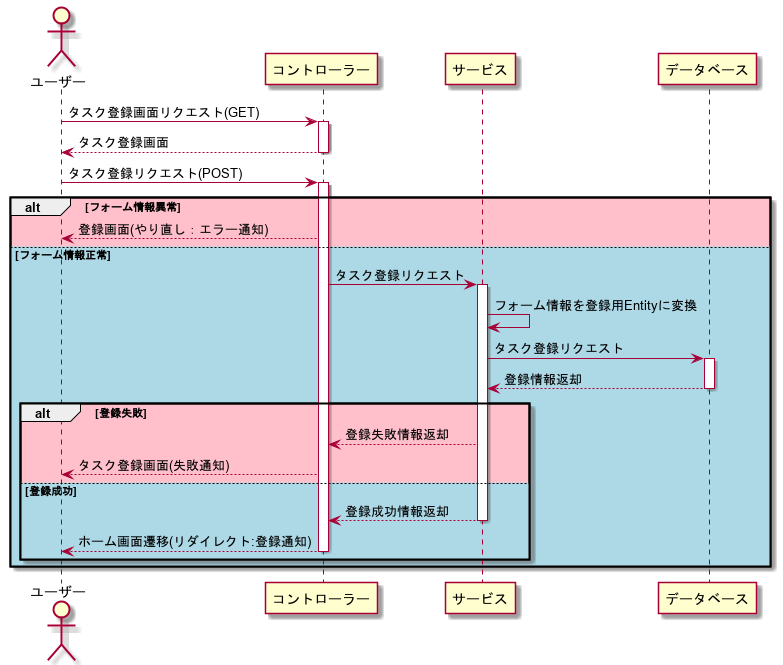 ユーザー
コントローラー
サービス
データベース
タスク登録画面リクエスト(GET)
タスク登録画面
タスク登録リクエスト(POST)
alt
[フォーム情報異常]
登録画面(やり直し：エラー通知)
[フォーム情報正常]
タスク登録リクエスト
フォーム情報を登録用Entityに変換
タスク登録リクエスト
登録情報返却
alt
[登録失敗]
登録失敗情報返却
タスク登録画面(失敗通知)
[登録成功]
登録成功情報返却
ホーム画面遷移(リダイレクト:登録通知)
ユーザー
コントローラー
サービス
データベース